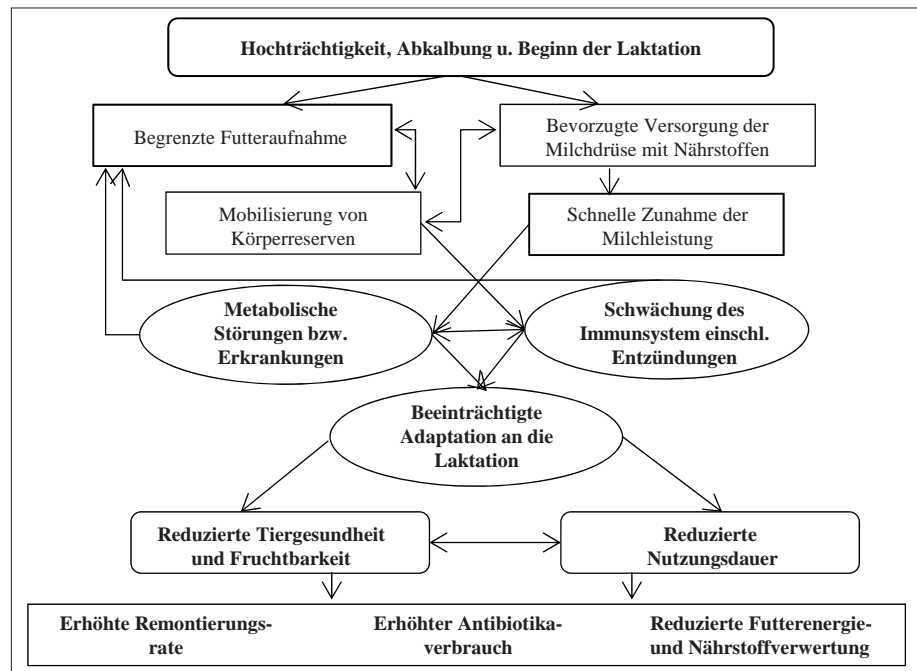 Hochträchtigkeit, Abkalbung u. Beginn der Laktation
Begrenzte Futteraufnahme
Bevorzugte Versorgung der
Milchdrüse mit Nährstoffen
Mobilisierung von
Körperreserven
Schnelle Zunahme der
Milchleistung
Metabolische
Störungen bzw.
Erkrankungen
Schwächung des
Immunsystem einschl.
Entzündungen
Beeinträchtigte
Adaptation an die
Laktation
Reduzierte Tiergesundheit
und Fruchtbarkeit
Reduzierte
Nutzungsdauer
Erhöhte Remontierungs-
rate
Erhöhter Antibiotika-
verbrauch
Reduzierte Futterenergie-
und Nährstoffverwertung